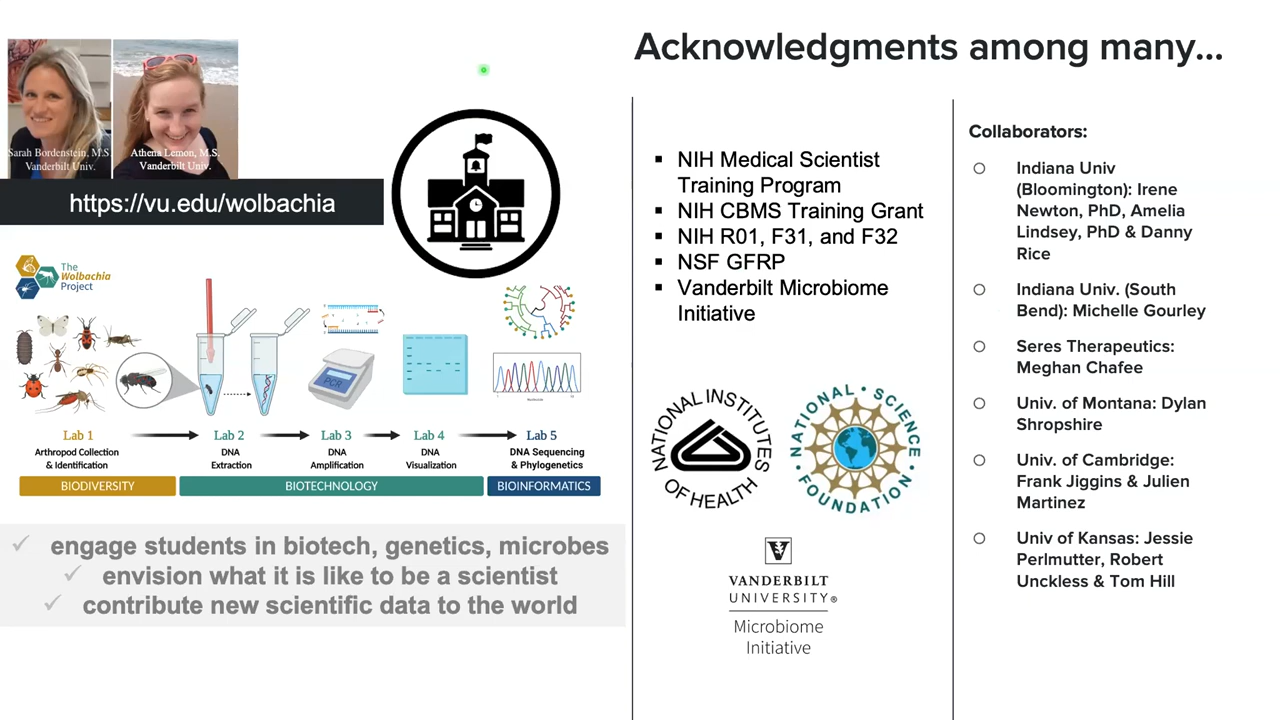 Acknowledgments among many...
Sarah Bordenstein, M.S.
Vanderbilt Univ.
Athena Lemon, M.S.
Vanderbilt Univ.
https://vu.edu/wolbachia
The
Wolbachia
Project
PCR
Lab 1
Arthropod Collection
& Identification
Lab 2
DNA
Extraction
Lab 3
DNA
Amplification
Lab 4
DNA
Visualization
Lab 5
DNA Sequencing
& Phylogenetics
BIODIVERSITY
BIOTECHNOLOGY
BIOINFORMATICS
✓ engage students in biotech, genetics, microbes
✓ envision what it is like to be a scientist
✓ contribute new scientific data to the world
▪ NIH Medical Scientist
Training Program
▪ NIH CBMS Training Grant
▪ NIH R01, F31, and F32
▪ NSF GFRP
▪ Vanderbilt Microbiome
Initiative
NATIONAL INSTITUTES
OF HEALTH
NATIONAL • SCIENCE
• FOUNDATION •
V
VANDERBILT
UNIVERSITY®
Microbiome
Initiative
Collaborators:
○ Indiana Univ
(Bloomington): Irene
Newton, PhD, Amelia
Lindsey, PhD & Danny
Rice
○ Indiana Univ. (South
Bend): Michelle Gourley
○ Seres Therapeutics:
Meghan Chafee
○ Univ. of Montana: Dylan
Shropshire
○ Univ. of Cambridge:
Frank Jiggins & Julien
Martinez
○ Univ of Kansas: Jessie
Perlmutter, Robert
Unckless & Tom Hill